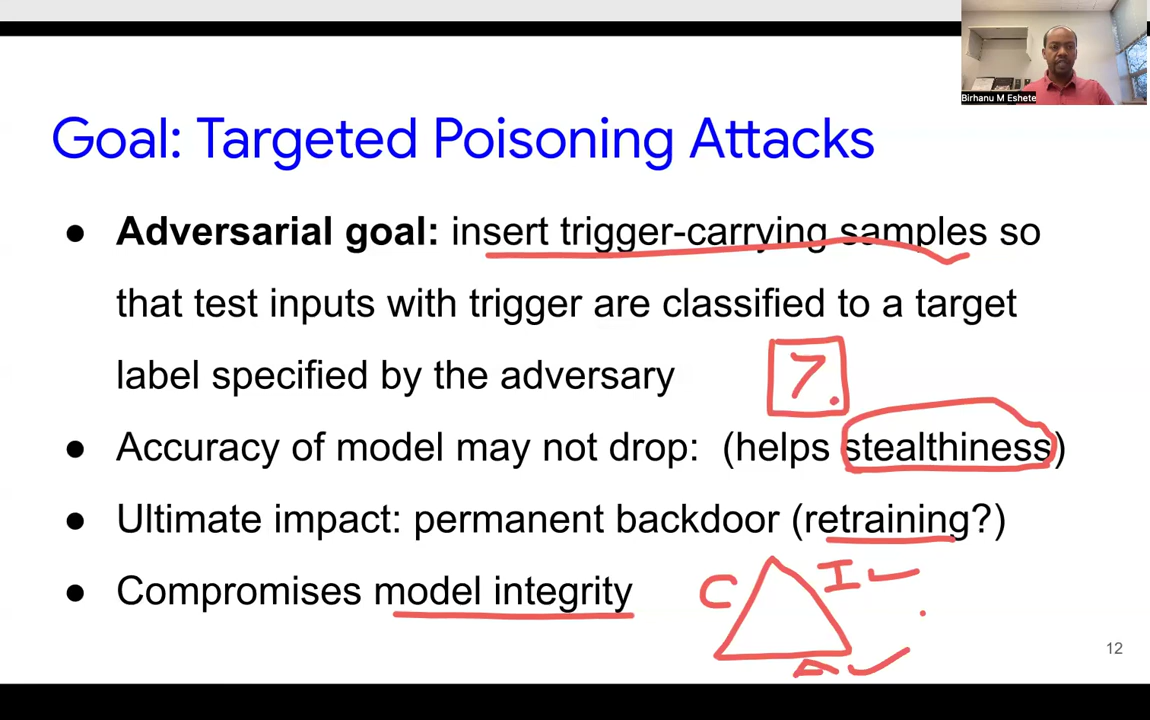 Birhanu M Eshete
Goal: Targeted Poisoning Attacks
● Adversarial goal: insert trigger-carrying samples so
that test inputs with trigger are classified to a target
label specified by the adversary
7.
● Accuracy of model may not drop: (helps stealthiness)
● Ultimate impact: permanent backdoor (retraining?)
● Compromises model integrity
C I
A
12